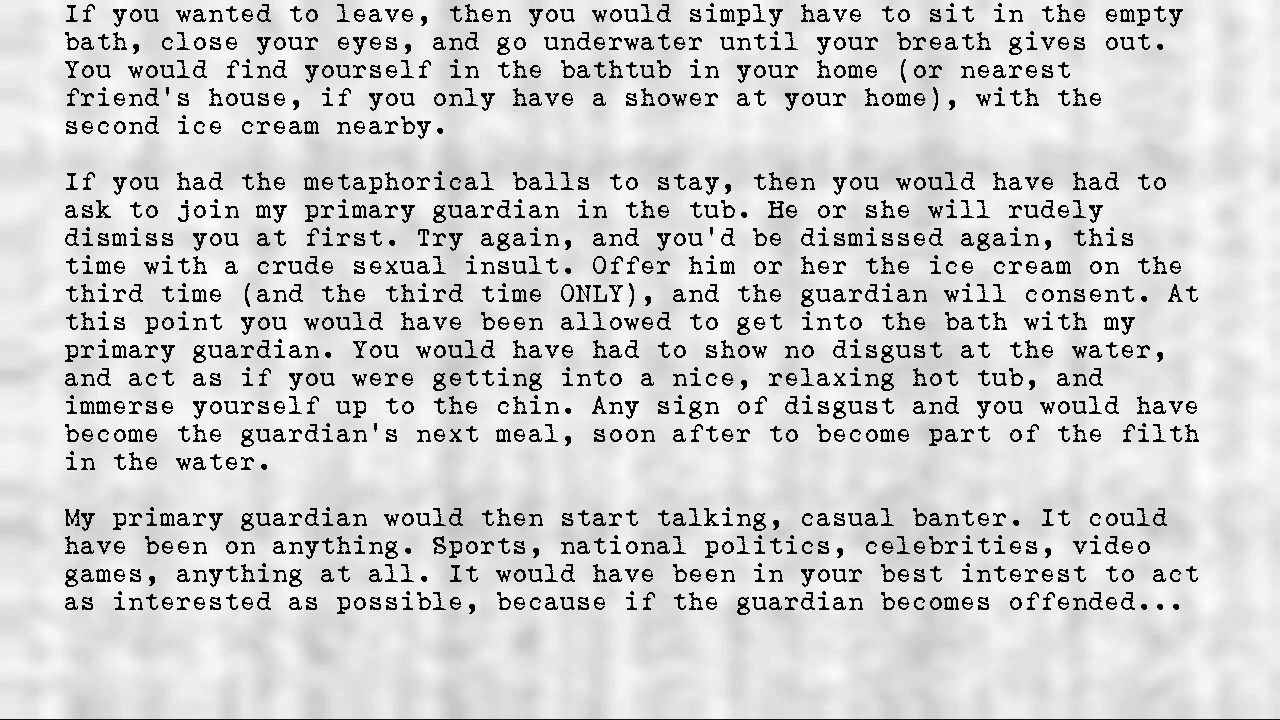 If you wanted to leave, then you would simply have to sit in the empty
bath, close your eyes, and go underwater until your breath gives out.
You would find yourself in the bathtub in your home (or nearest
friend's house, if you only have a shower at your home), with the
second ice cream nearby.
If you had the metaphorical balls to stay, then you would have had to
ask to join my primary guardian in the tub. He or she will rudely
dismiss you at first. Try again, and you'd be dismissed again, this
time with a crude sexual insult. Offer him or her the ice cream on the
third time (and the third time ONLY), and the guardian will consent. At
this point you would have been allowed to get into the bath with my
primary guardian. You would have had to show no disgust at the water,
and act as if you were getting into a nice, relaxing hot tub, and
immerse yourself up to the chin. Any sign of disgust and you would have
become the guardian's next meal, soon after to become part of the filth
in the water.
My primary guardian would then start talking, casual banter. It could
have been on anything. Sports, national politics, celebrities, video
games, anything at all. It would have been in your best interest to act
as interested as possible, because if the guardian becomes offended...